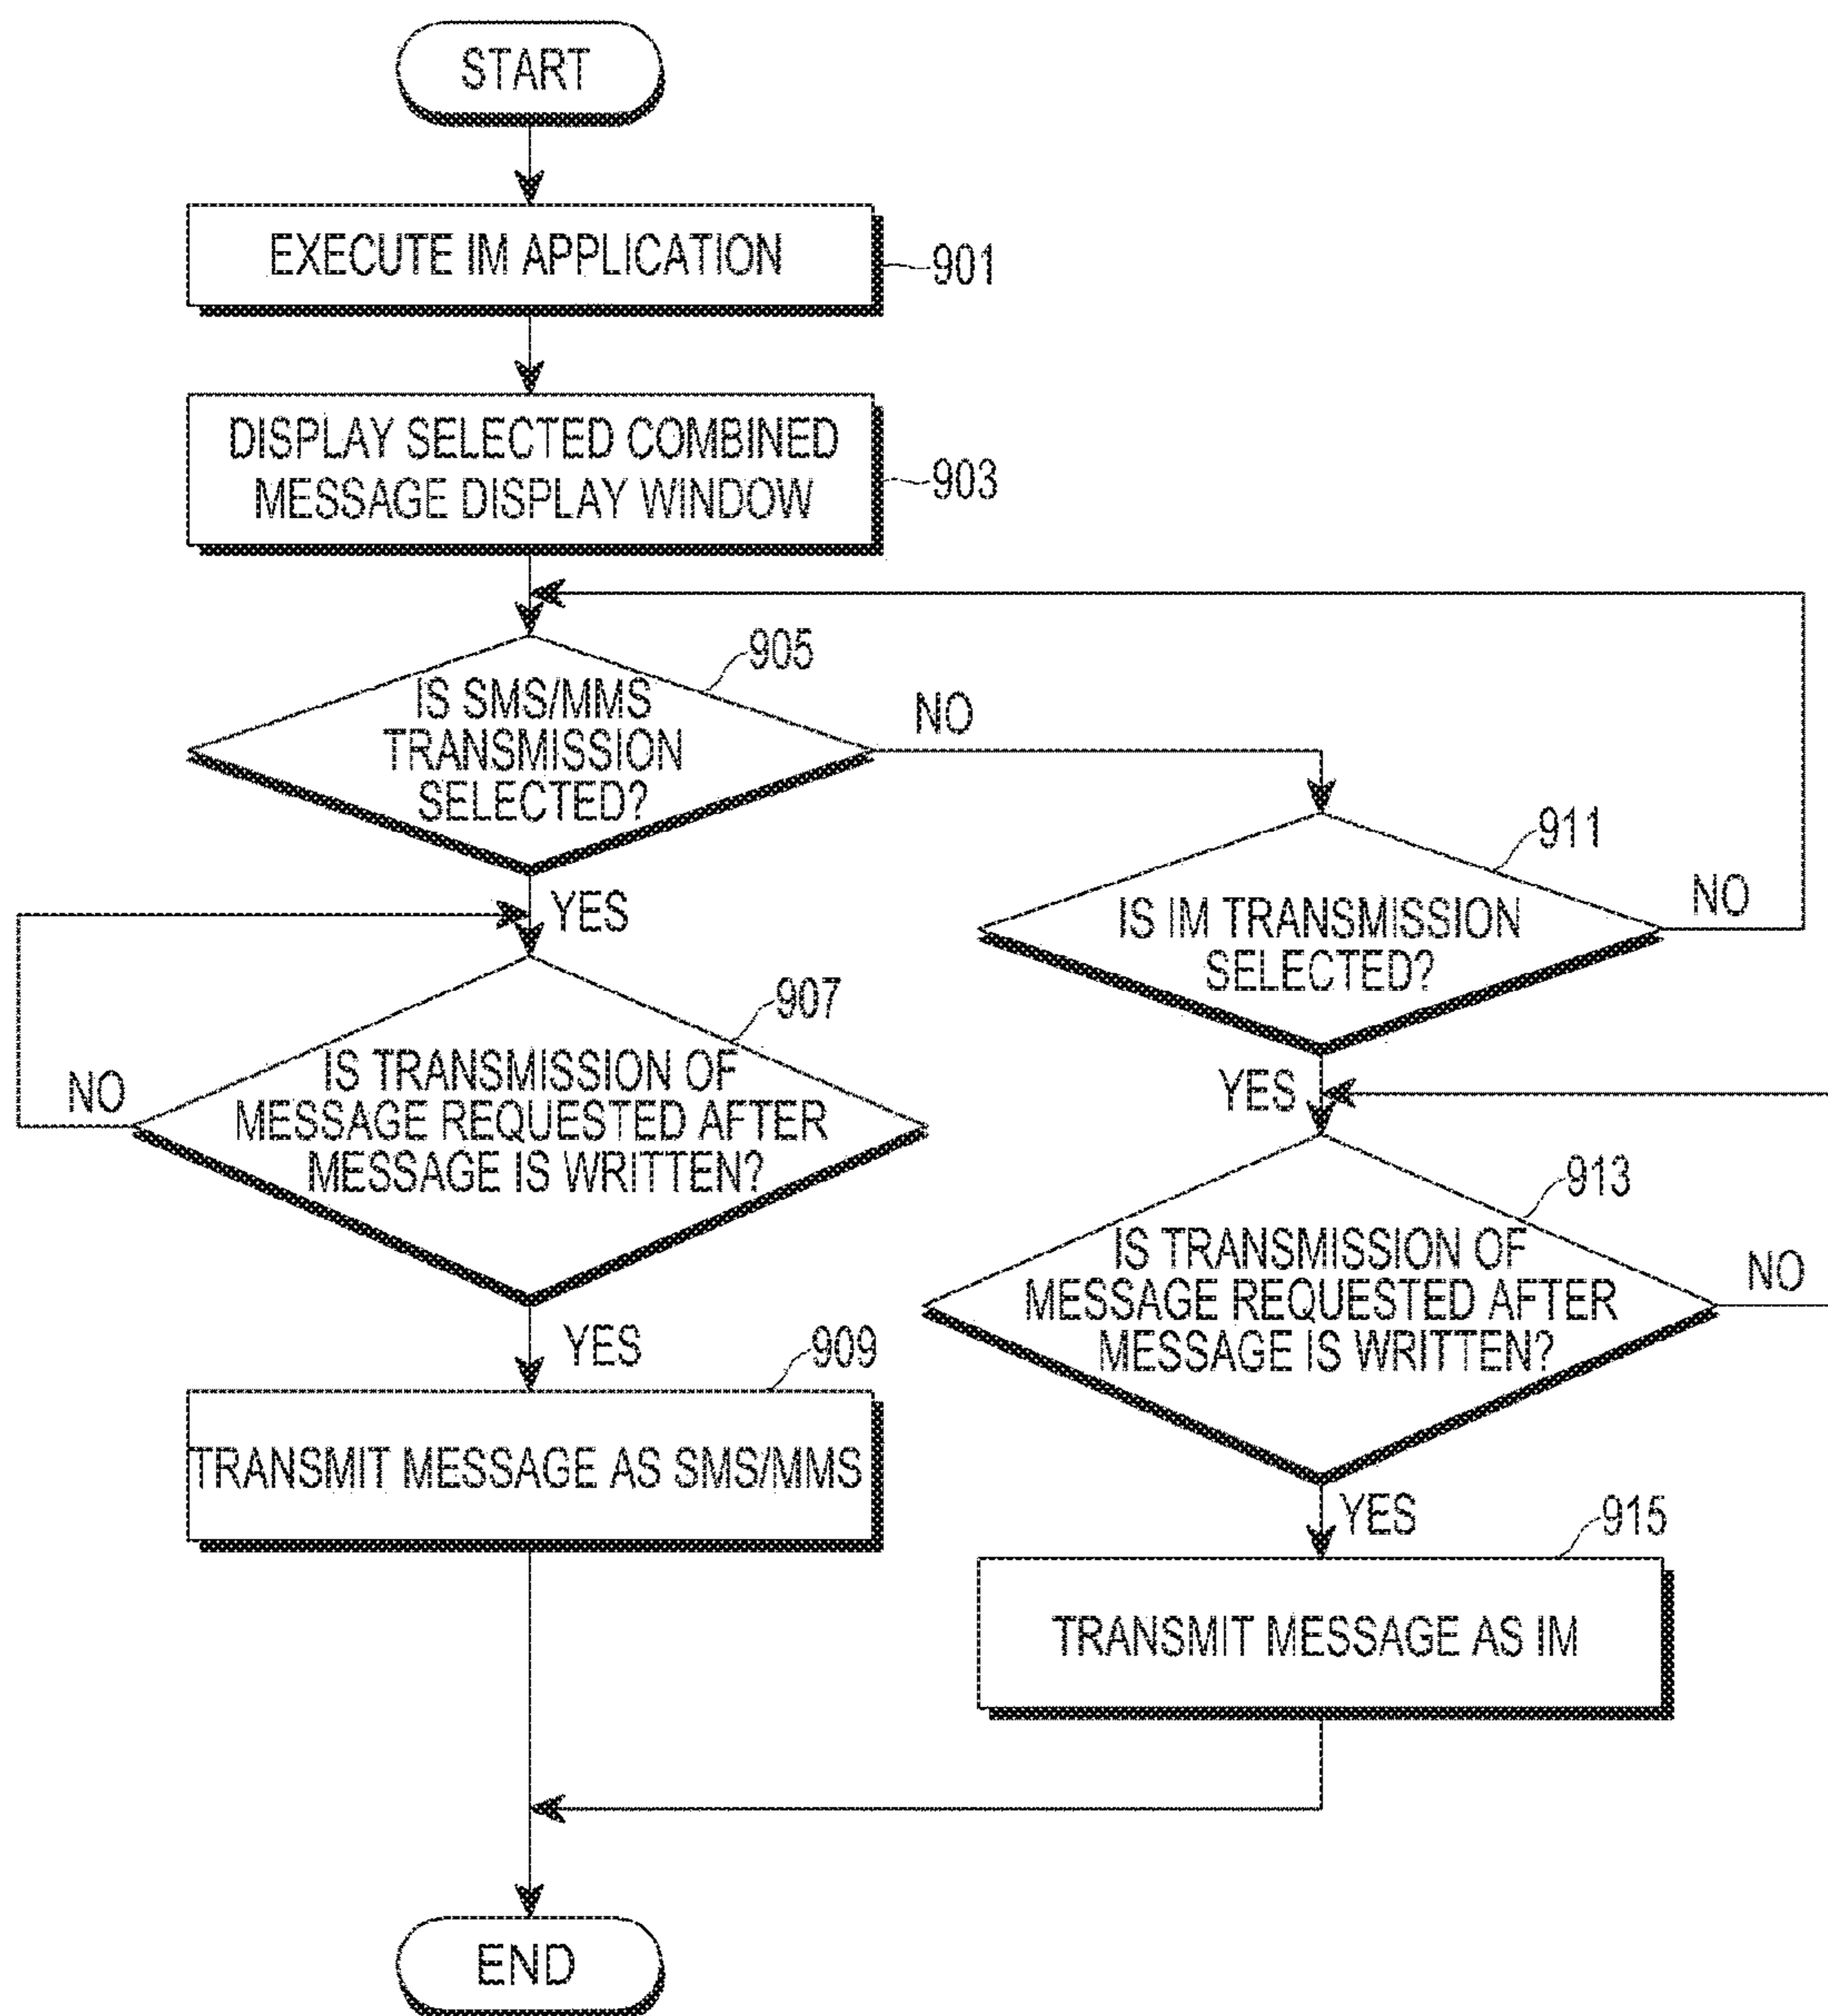 START
EXECUTE IM APPLICATION
901
DISPLAY SELECTED COMBINED
MESSAGE DISPLAY WINDOW
903
905
IS SMS/MMS
TRANSMISSION
SELECTED?
NO
YES
911
IS IM TRANSMISSION
SELECTED?
NO
YES
907
IS TRANSMISSION OF
MESSAGE REQUESTED AFTER
MESSAGE IS WRITTEN?
NO
YES
913
IS TRANSMISSION OF
MESSAGE REQUESTED AFTER
MESSAGE IS WRITTEN?
NO
YES
909
TRANSMIT MESSAGE AS SMS/MMS
915
TRANSMIT MESSAGE AS IM
END